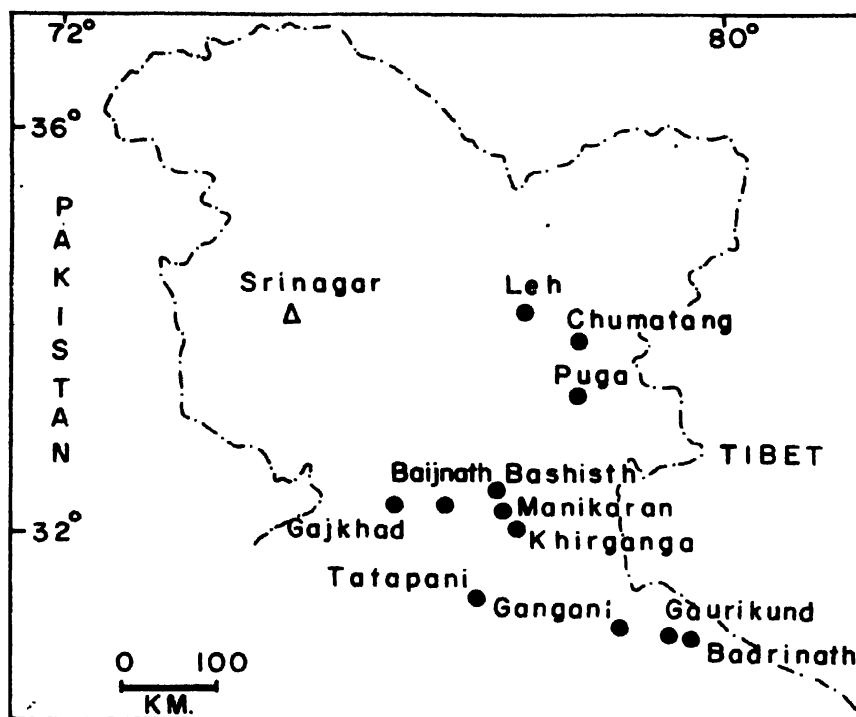 72° 80°
36°
PAKISTAN
Srinagar
Leh
Chumatang
Puga
TIBET
Baijnath Bashisth
Manikaran
32°
Gajkhad
Khirganga
Tatapani
Gangani
Gaurikund
Badrinath
0 100
KM.